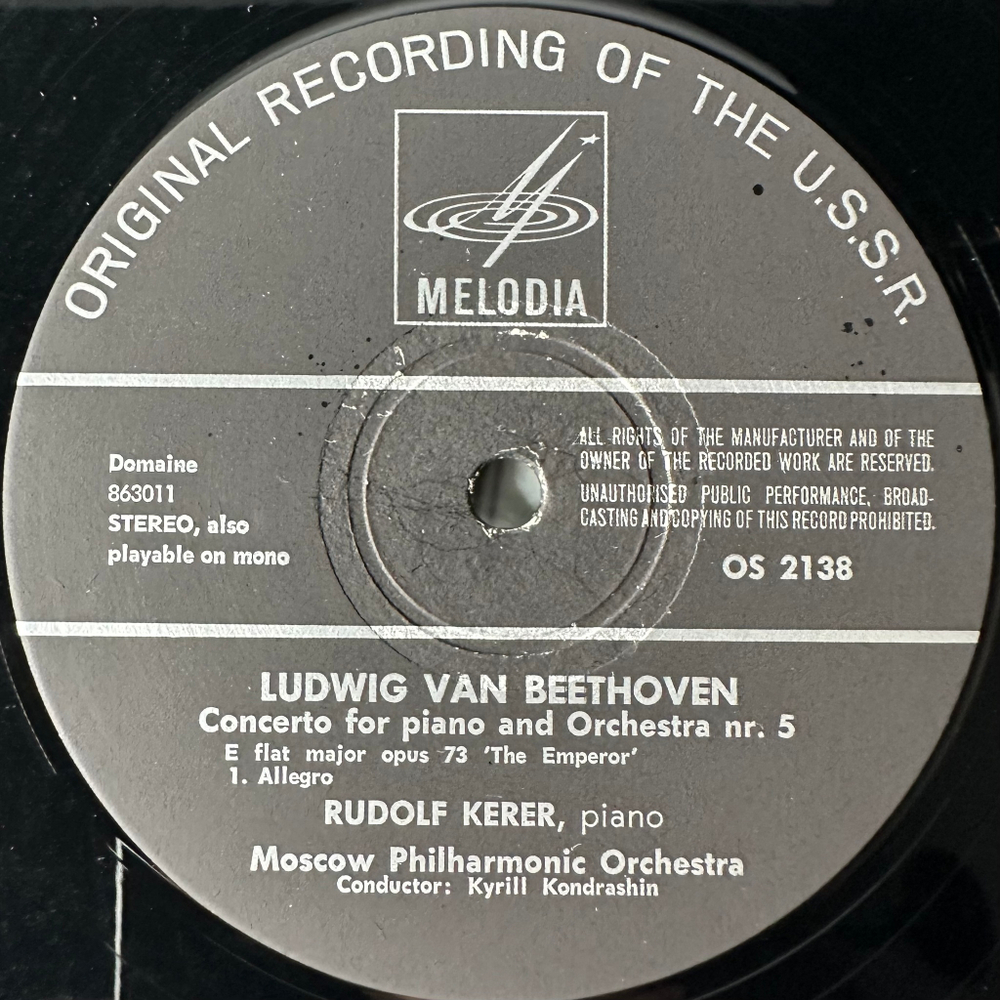 ORIGINAL RECORDING OF THE U.S.S.R.
MELODIA
Domaine
863011
STEREO, also
playable on mono
ALL RIGHTS OF THE MANUFACTURER AND OF THE
OWNER OF THE RECORDED WORK ARE RESERVED.
UNAUTHORISED PUBLIC PERFORMANCE, BROAD-
CASTING AND COPYING OF THIS RECORD PROHIBITED.
OS 2138
LUDWIG VAN BEETHOVEN
Concerto for piano and Orchestra nr. 5
E flat major opus 73 'The Emperor'
1. Allegro
RUDOLF KERER, piano
Moscow Philharmonic Orchestra
Conductor: Kyrill Kondrashin